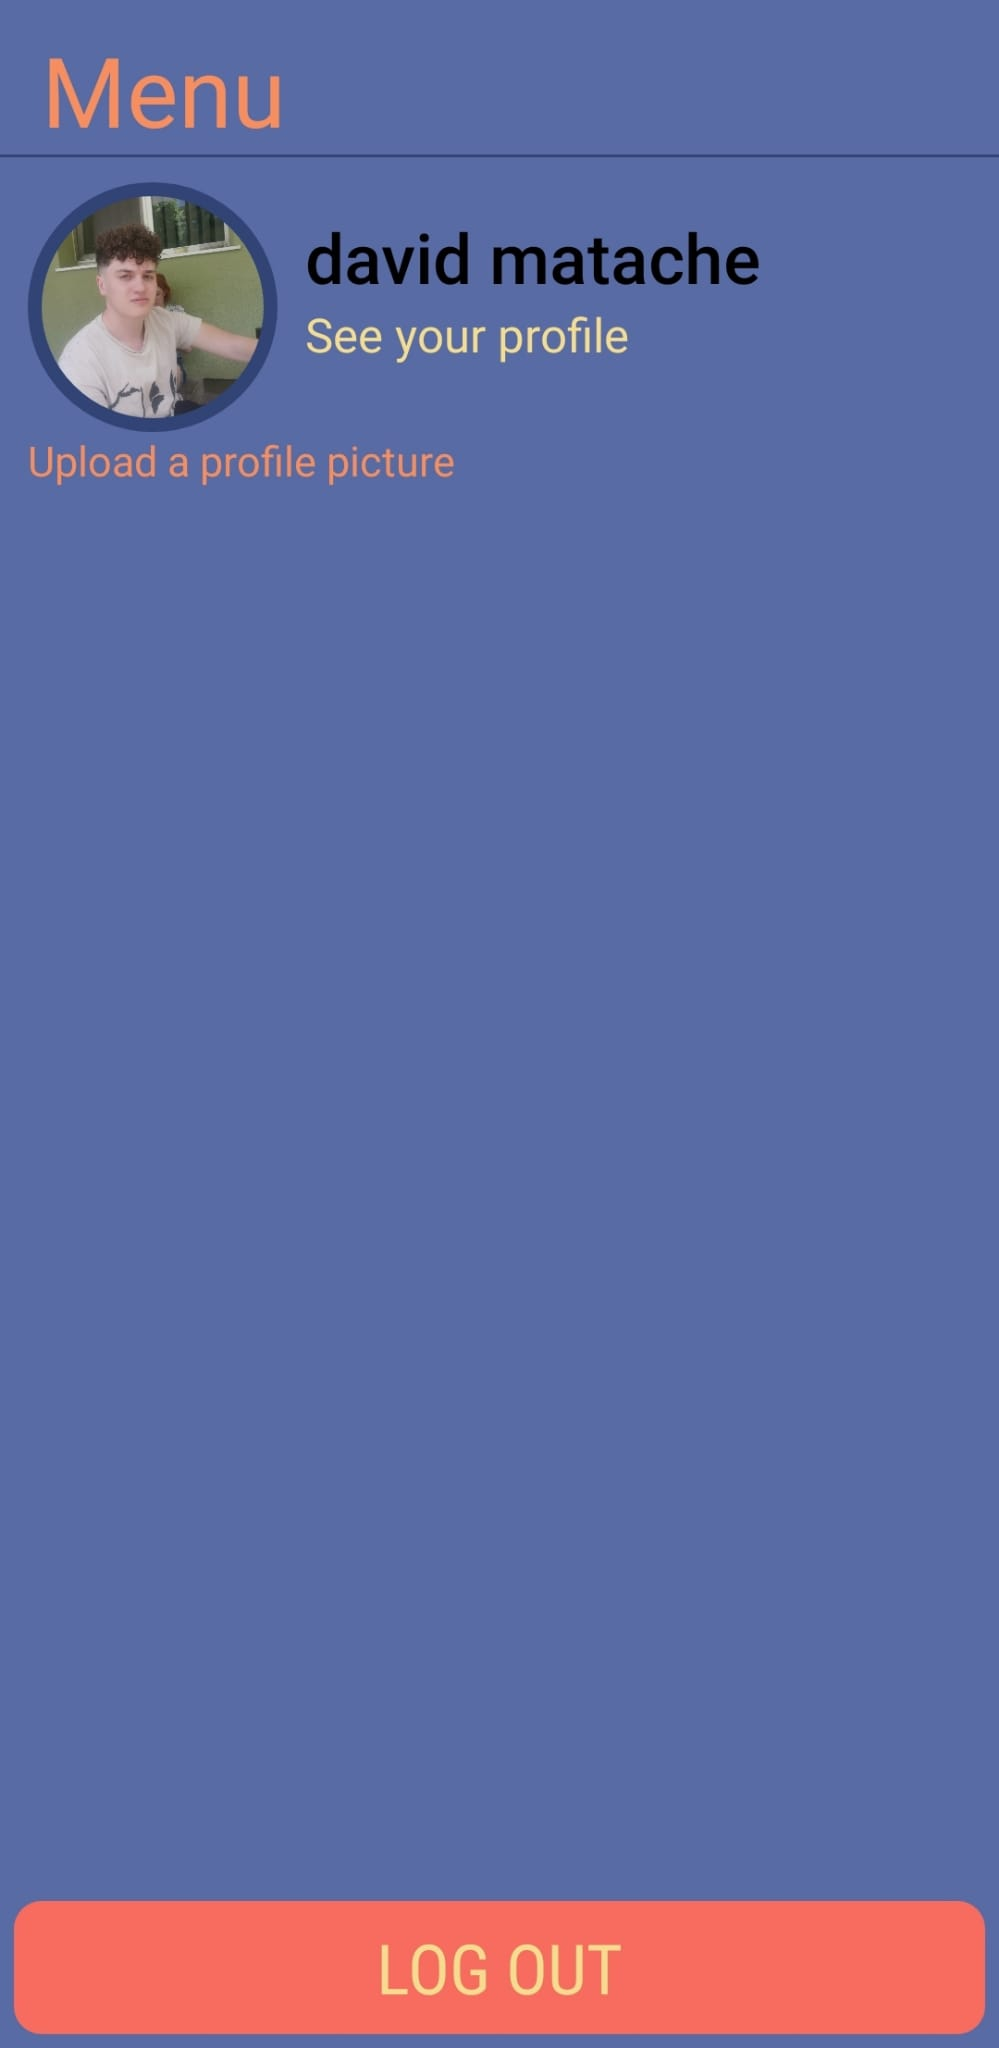 Menu
david matache
See your profile
Upload a profile picture
LOG OUT